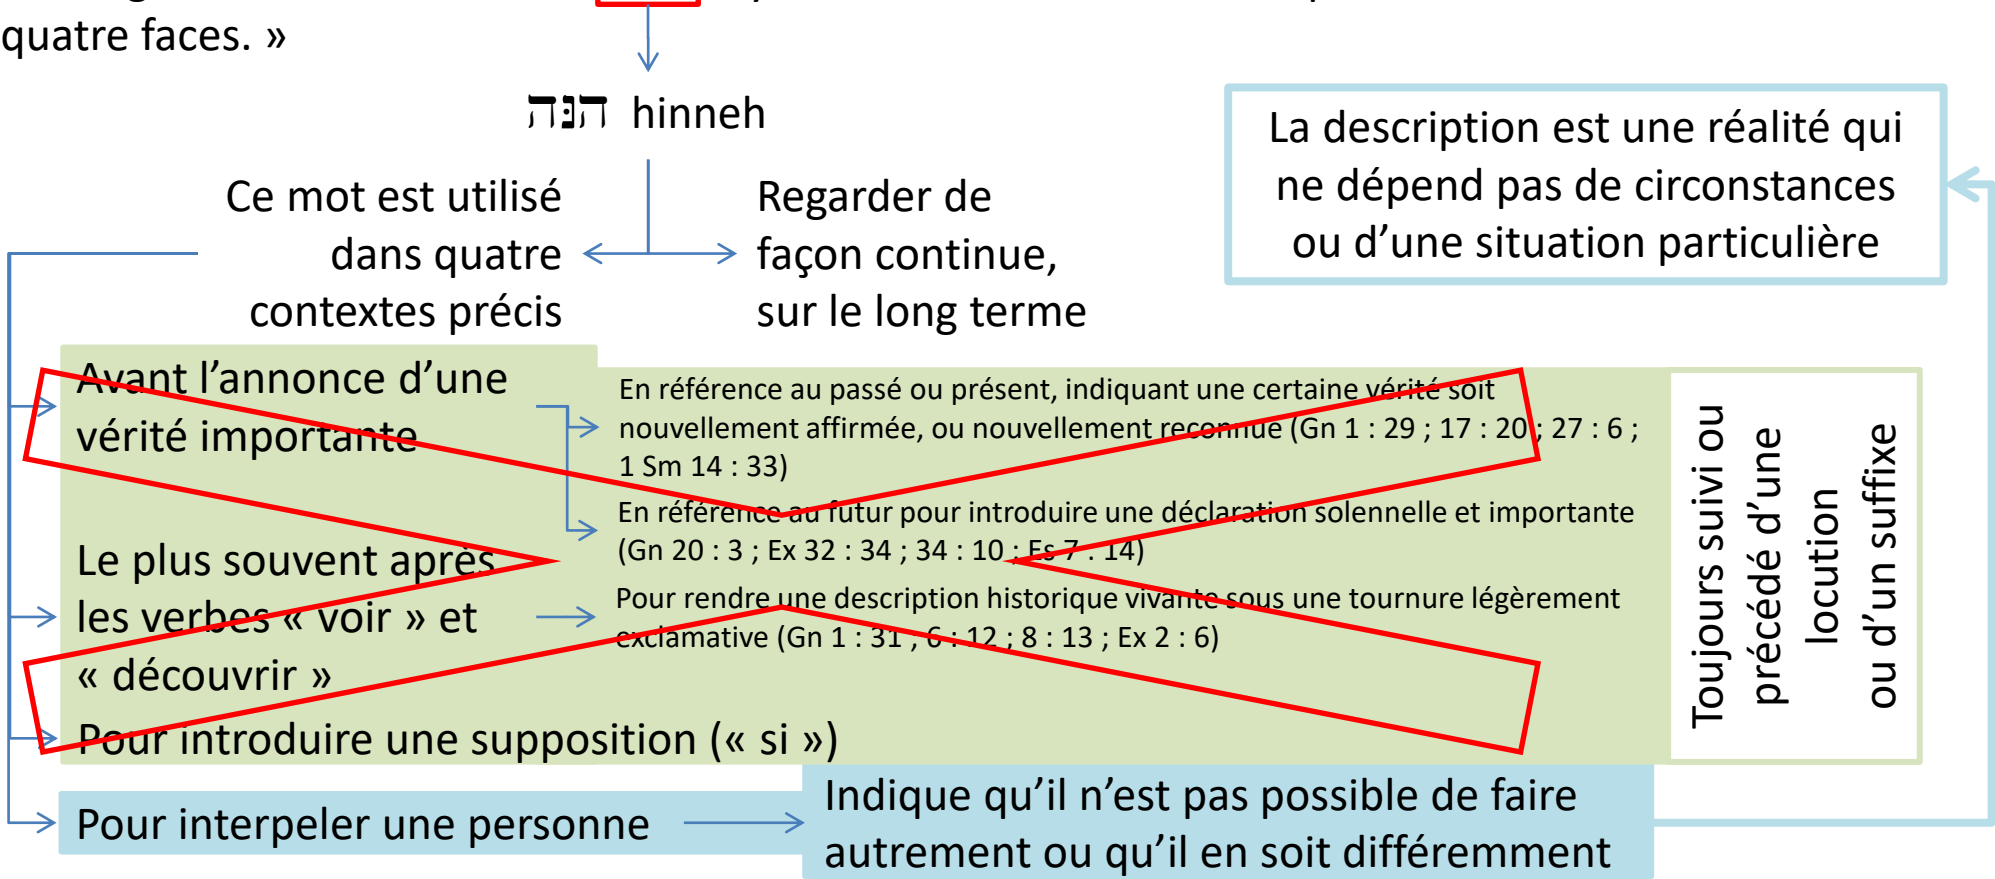 quatre faces. »
הנּה hinneh
Ce mot est utilisé
dans quatre
contextes précis
Regarder de
façon continue,
sur le long terme
La description est une réalité qui
ne dépend pas de circonstances
ou d’une situation particulière
Avant l’annonce d’une
vérité importante
En référence au passé ou présent, indiquant une certaine vérité soit
nouvellement affirmée, ou nouvellement reconnue (Gn 1 : 29 ; 17 : 20 ; 27 : 6 ;
1 Sm 14 : 33)
En référence au futur pour introduire une déclaration solennelle et importante
(Gn 20 : 3 ; Ex 32 : 34 ; 34 : 10 ; Es 7 : 14)
Le plus souvent après
les verbes « voir » et
« découvrir »
Pour rendre une description historique vivante sous une tournure légèrement
exclamative (Gn 1 : 31 ; 6 : 12 ; 8 : 13 ; Ex 2 : 6)
Pour introduire une supposition (« si »)
Toujours suivi ou
précédé d’une
locution
ou d’un suffixe
Pour interpeler une personne
Indique qu’il n’est pas possible de faire
autrement ou qu’il en soit différemment